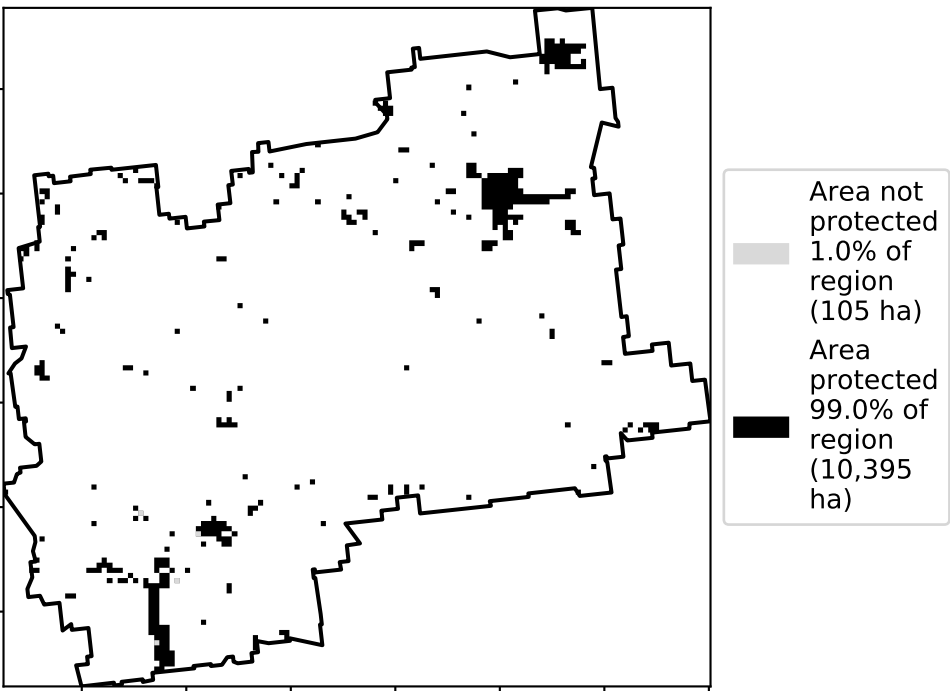 Area not
protected
1.0% of
region
(105 ha)
Area
protected
99.0% of
region
(10,395
ha)